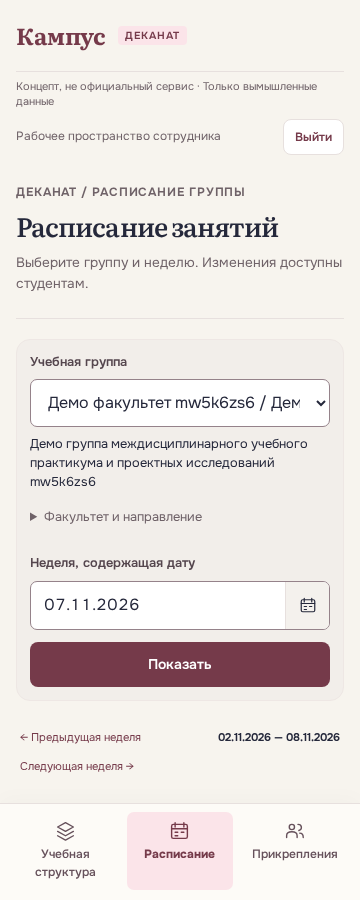 Кампус ДЕКАНАТ
Концепт, не официальный сервис · Только вымышленные
данные
Рабочее пространство сотрудника Выйти
ДЕКАНАТ / РАСПИСАНИЕ ГРУППЫ
Расписание занятий
Выберите группу и неделю. Изменения доступны
студентам.
Учебная группа
Демо факультет mw5k6zs6 / Дем
Демо группа междисциплинарного учебного
практикума и проектных исследований
mw5k6zs6
Факультет и направление
Неделя, содержащая дату
07.11.2026
Показать
← Предыдущая неделя 02.11.2026 — 08.11.2026
Следующая неделя →
Учебная
структура
Расписание
Прикрепления